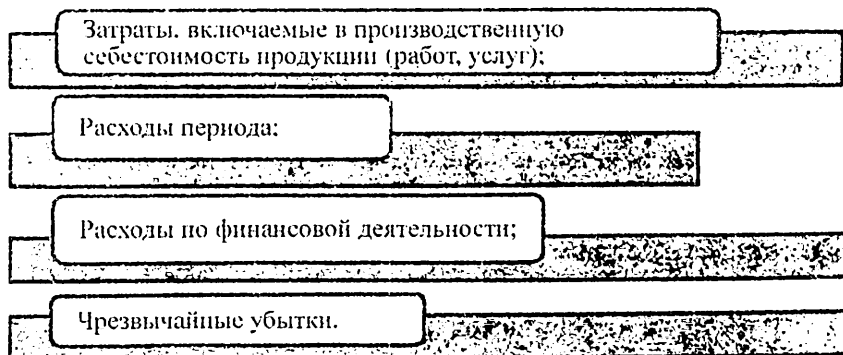 Затраты. включаемые в производственную
себестоимость продукции (работ, услуг);
Расходы периода;
Расходы по финансовой деятельности;
Чрезвычайные убытки.